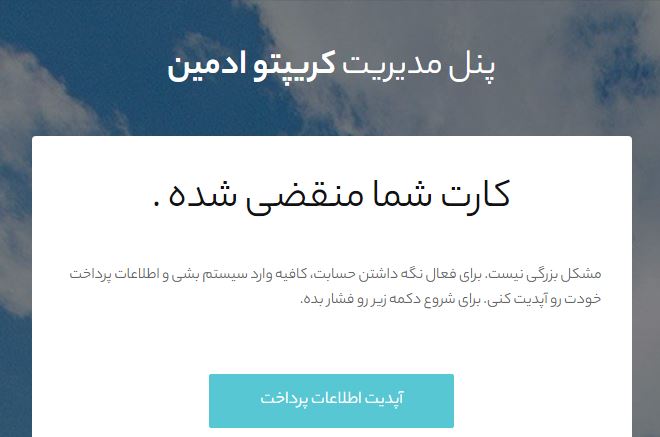 پنل مدیریت کریپتو ادمین
کارت شما منقضی شده .
مشکل بزرگی نیست. برای فعال نگه داشتن حسابت، کافیه وارد سیستم بشی و اطلاعات پرداخت
خودت رو آپدیت کنی. برای شروع دکمه زیر رو فشار بده.
آپدیت اطلاعات پرداخت